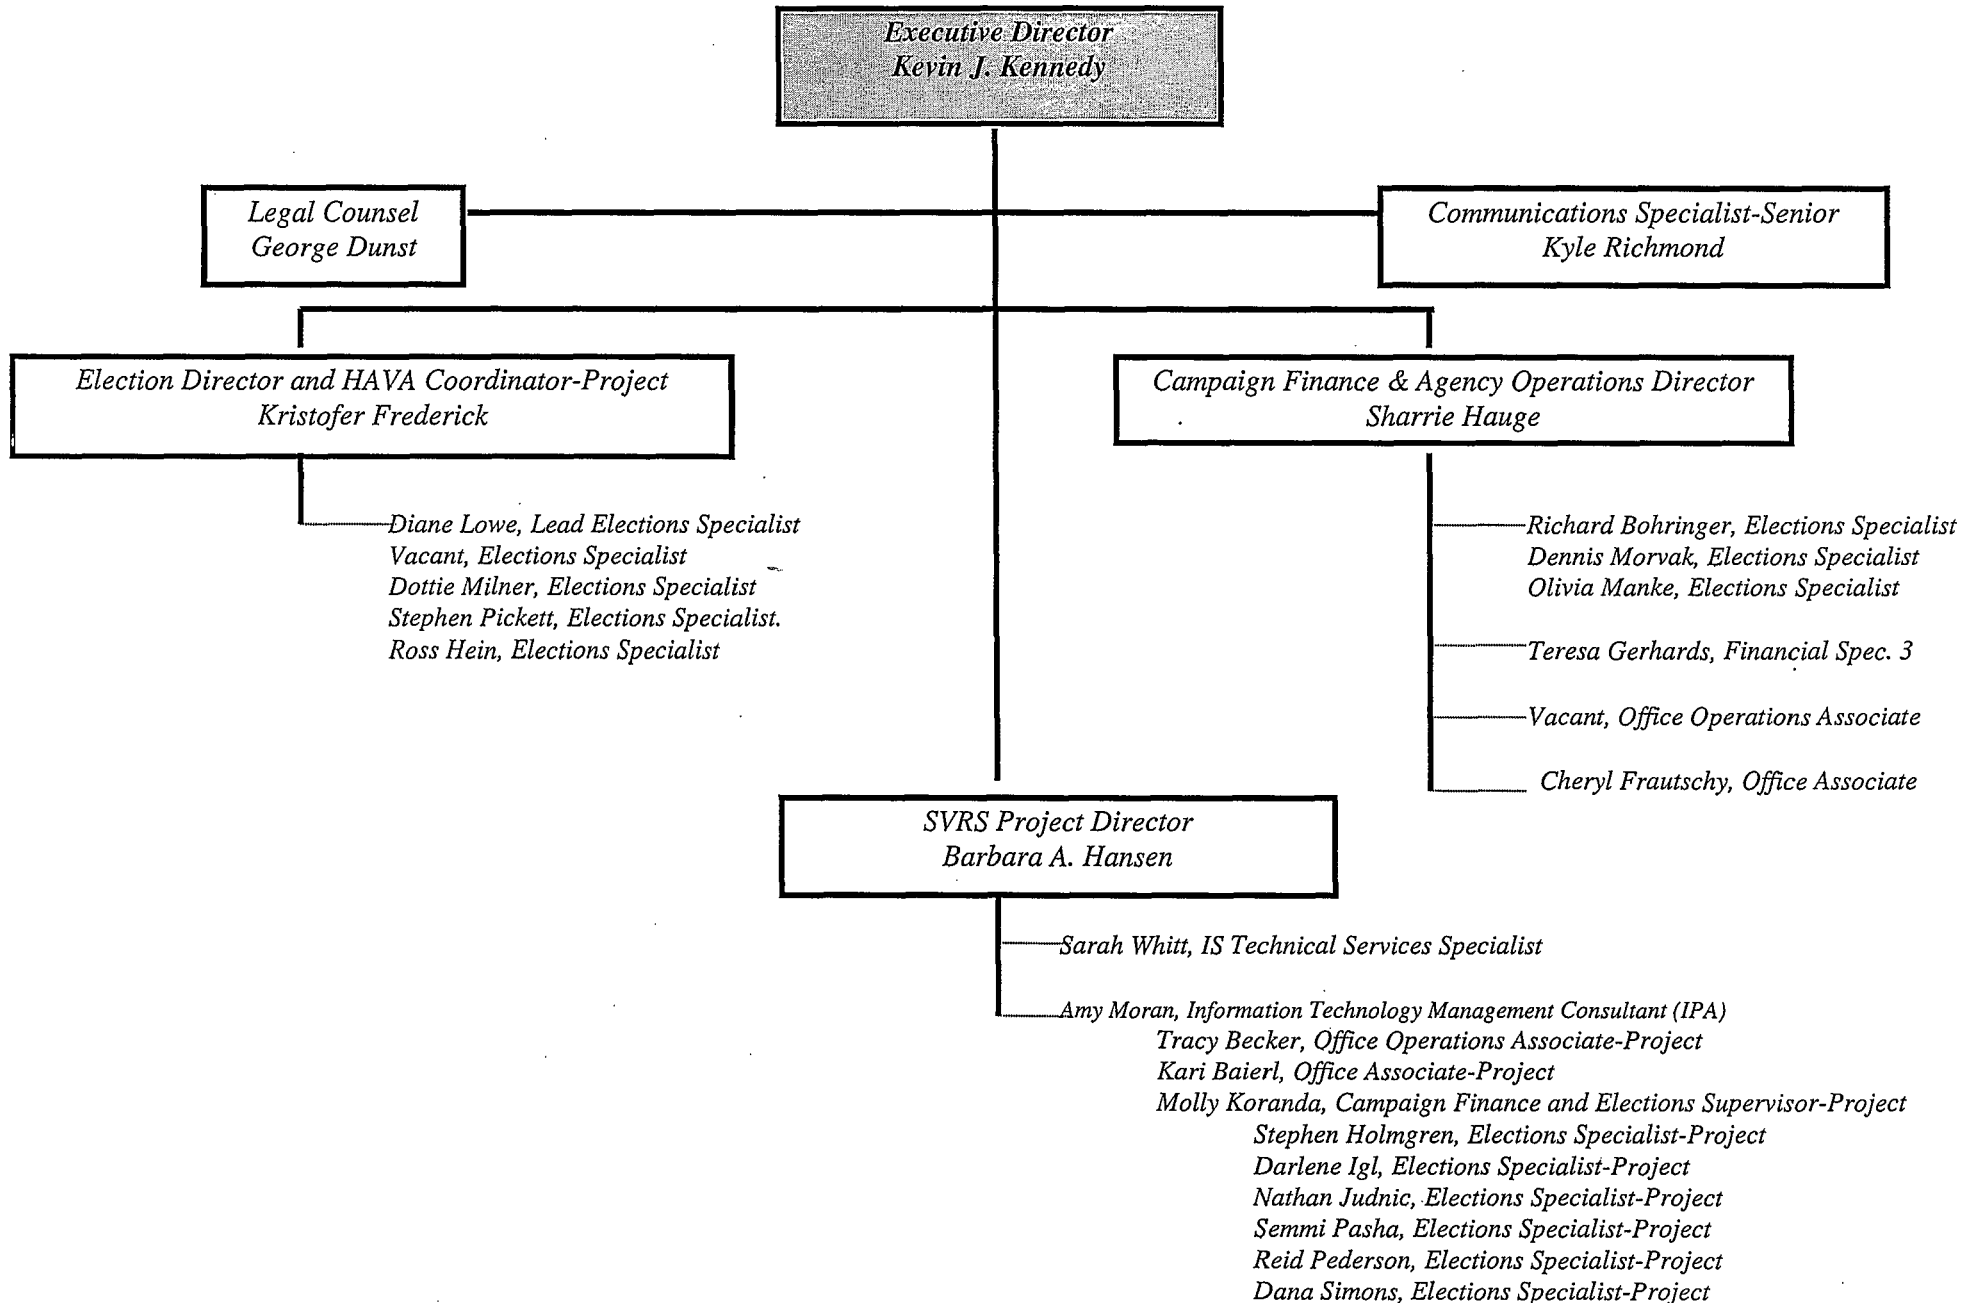 Executive Director
Kevin J. Kennedy
Legal Counsel
George Dunst
Communications Specialist-Senior
Kyle Richmond
Election Director and HAVA Coordinator-Project
Kristofer Frederick
Campaign Finance & Agency Operations Director
Sharrie Hauge
Diane Lowe, Lead Elections Specialist
Vacant, Elections Specialist
Dottie Milner, Elections Specialist
Stephen Pickett, Elections Specialist.
Ross Hein, Elections Specialist
Richard Bohringer, Elections Specialist
Dennis Morvak, Elections Specialist
Olivia Manke, Elections Specialist
Teresa Gerhards, Financial Spec. 3
Vacant, Office Operations Associate
Cheryl Frautschy, Office Associate
SVRS Project Director
Barbara A. Hansen
Sarah Whitt, IS Technical Services Specialist
Amy Moran, Information Technology Management Consultant (IPA)
Tracy Becker, Office Operations Associate-Project
Kari Baierl, Office Associate-Project
Molly Koranda, Campaign Finance and Elections Supervisor-Project
Stephen Holmgren, Elections Specialist-Project
Darlene Igl, Elections Specialist-Project
Nathan Judnic, Elections Specialist-Project
Semmi Pasha, Elections Specialist-Project
Reid Pederson, Elections Specialist-Project
Dana Simons, Elections Specialist-Project